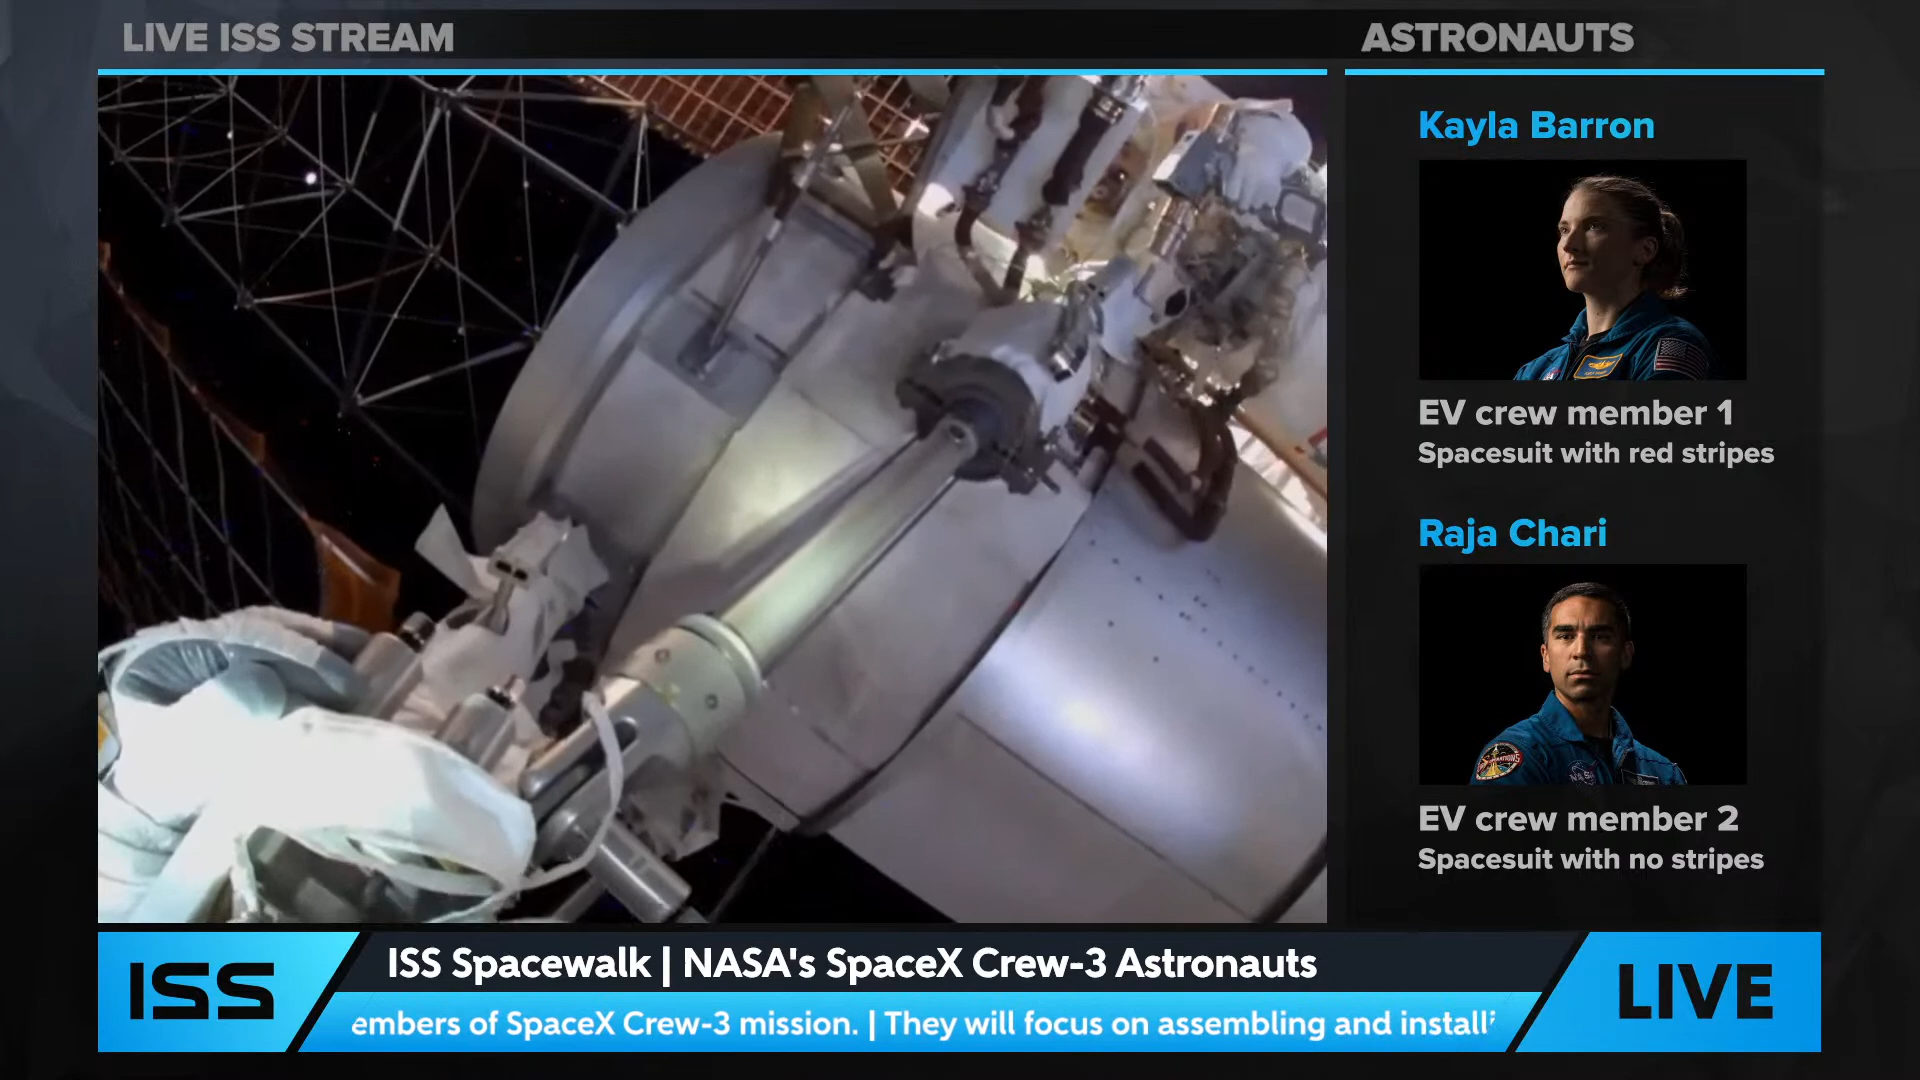 LIVE ISS STREAM
ASTRONAUTS
Kayla Barron
EV crew member 1
Spacesuit with red stripes
Raja Chari
EV crew member 2
Spacesuit with no stripes
ISS
ISS Spacewalk | NASA's SpaceX Crew-3 Astronauts
embers of SpaceX Crew-3 mission. | They will focus on assembling and install
LIVE